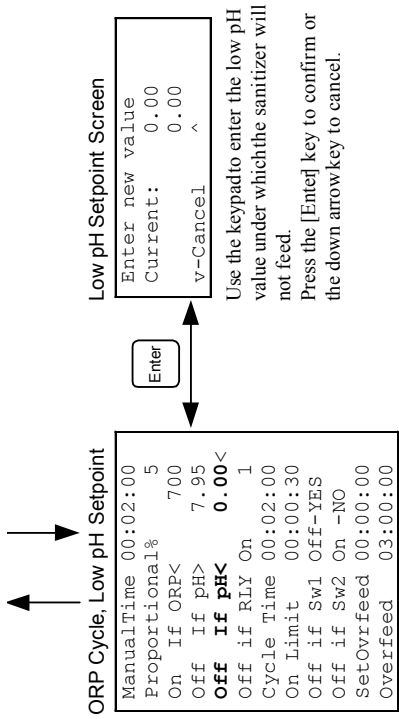 ORP Cycle, Low pH Setpoint
ManualTime 00:02:00
Proportional% 5
On If ORP< 700
Off If pH> 7.95
Off If pH< 0.00<
Off if RLY On 1
Cycle Time 00:02:00
On Limit 00:00:30
Off if Sw1 Off-YES
Off if Sw2 On -NO
SetOvrfeed 00:00:00
Overfeed 03:00:00
Enter
Low pH Setpoint Screen
Enter new value
Current: 0.00
0.00
v-Cancel ^
Use the keypadto enter the low pH
value under whichthe sanitizer will
not feed.
Press the [Enter] key to confirm or
the down arrowkey to cancel.